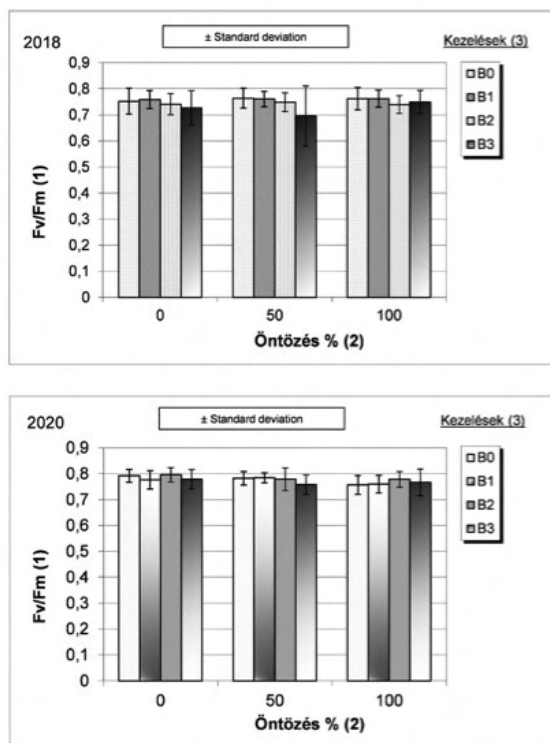 2018
± Standard deviation
Kezelések (3)
B0
B1
B2
B3
0,9
0,8
0,7
0,6
0,5
0,4
0,3
0,2
0,1
0
Fv/Fm (1)
0 50 100
Öntözés % (2)
2020
± Standard deviation
Kezelések (3)
B0
B1
B2
B3
0,9
0,8
0,7
0,6
0,5
0,4
0,3
0,2
0,1
0
Fv/Fm (1)
0 50 100
Öntözés % (2)